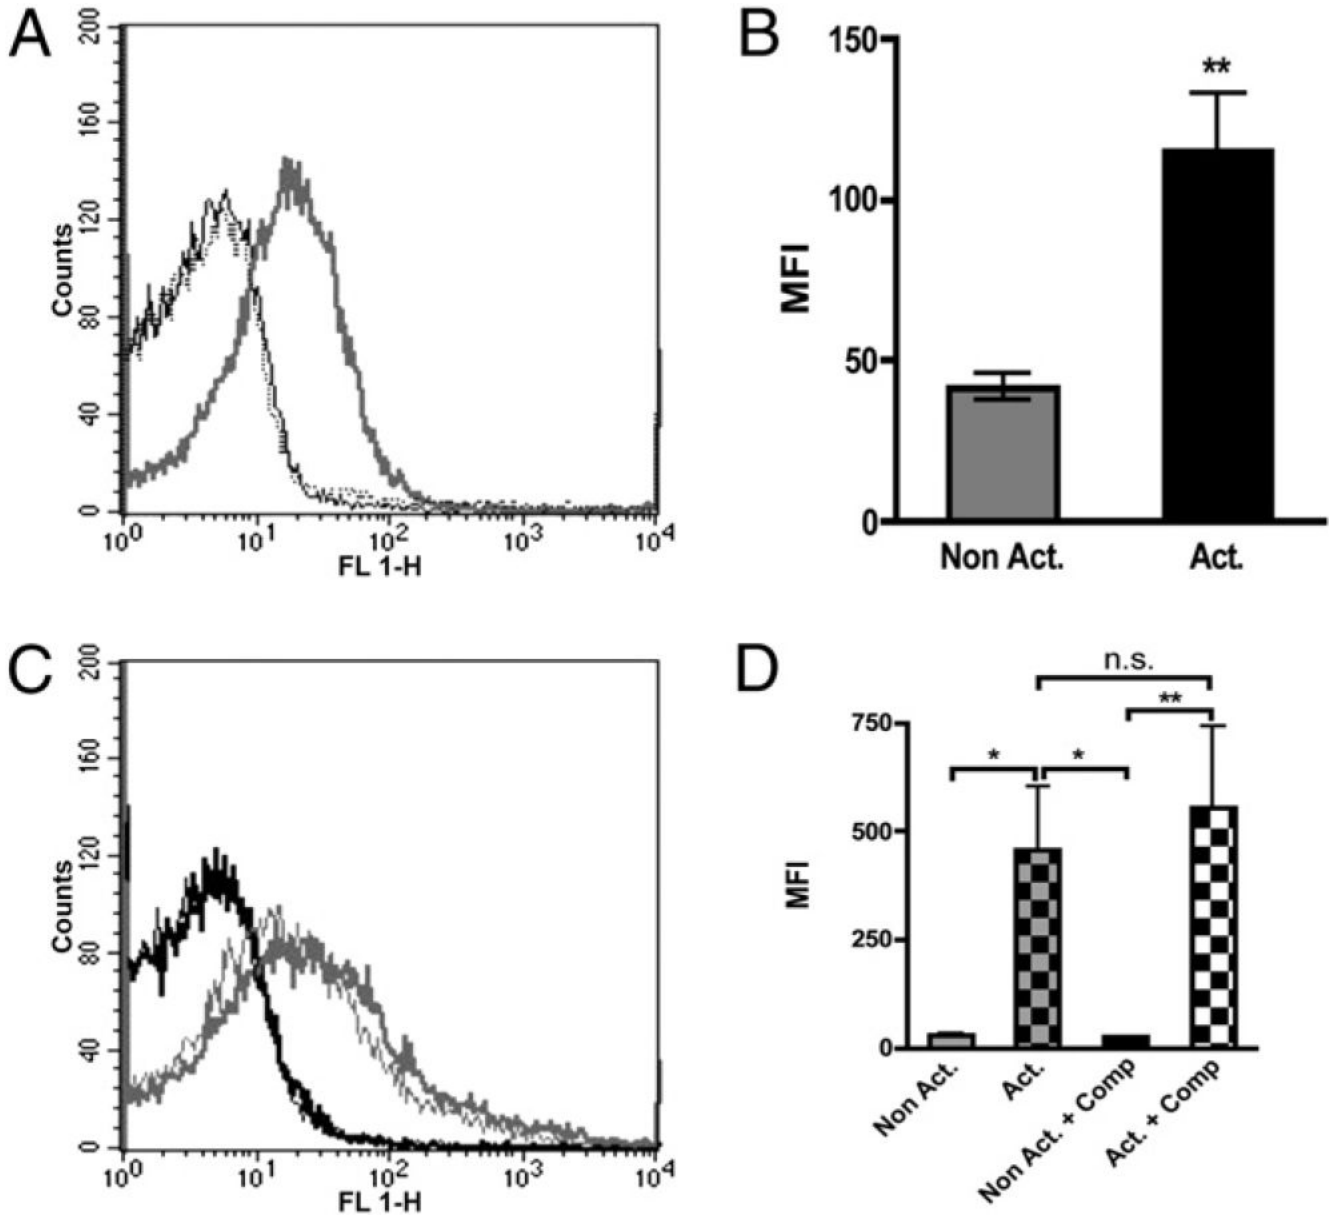 A
200
160
120
80
40
0
Counts
10^0 10^1 10^2 10^3 10^4
FL 1-H
B
150
100
50
0
MFI
**
Non Act. Act.
C
200
160
120
80
40
0
Counts
10^0 10^1 10^2 10^3 10^4
FL 1-H
D
n.s.
**
* *
750
500
250
0
MFI
Non Act.
Act.
Non Act. + Comp
Act. + Comp